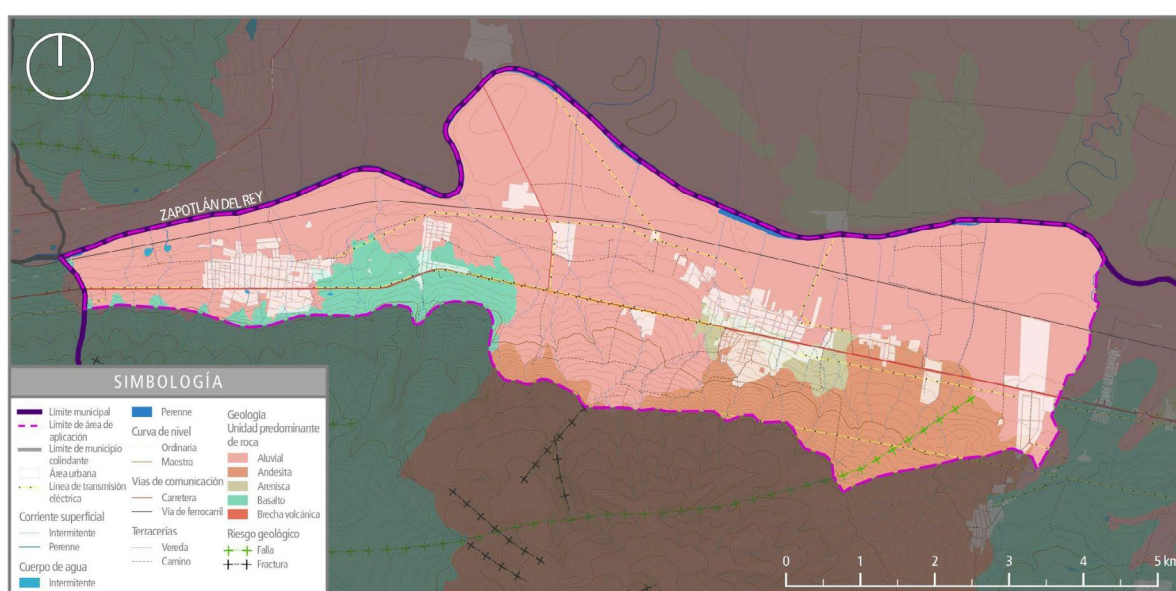 ZAPOTLÁN DEL REY
SIMBOLOGÍA
Límite municipal
Límite de área de
aplicación
Límite de municipio
colindante
Área urbana
Línea de transmisión
eléctrica
Corriente superficial
Intermitente
Perenne
Cuerpo de agua
Intermitente
Perenne
Curva de nivel
Ordinaria
Maestra
Vías de comunicación
Carretera
Vía de ferrocarril
Terracerías
Vereda
Camino
Geología
Unidad predominante
de roca
Aluvial
Andesita
Arenisca
Basalto
Brecha volcánica
Riesgo geológico
Falla
Fractura
0 1 2 3 4 5 km